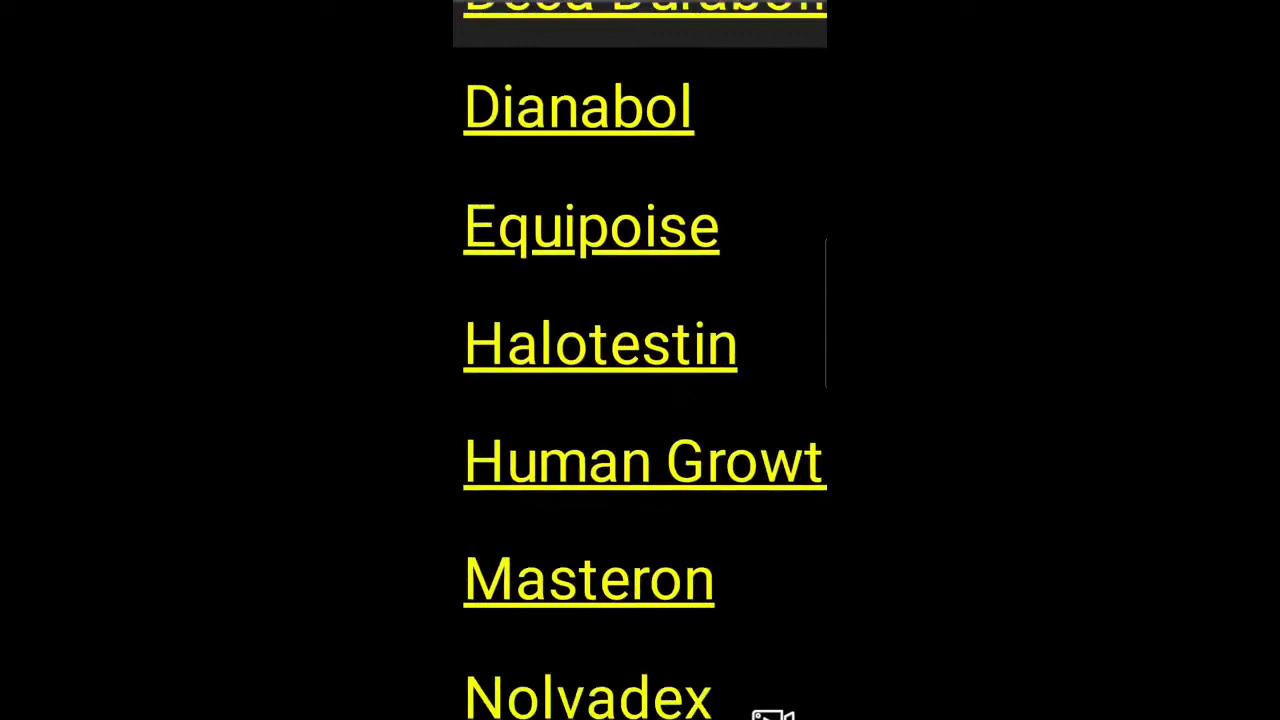 Dianabol
Equipoise
Halotestin
Human Growt
Masteron
Nolvadex